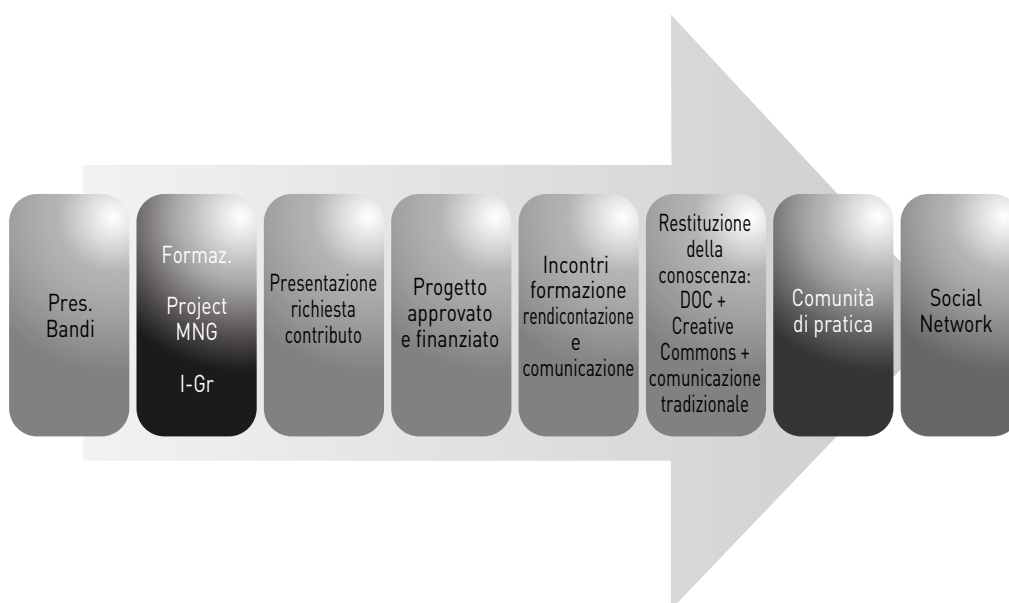 Pres.
Bandi
Formaz.
Project
MNG
I-Gr
Presentazione
richiesta
contributo
Progetto
approvato
e finanziato
Incontri
formazione
rendicontazione
e
comunicazione
Restituzione
della
conoscenza:
DOC +
Creative
Commons +
comunicazione
tradizionale
Comunità
di pratica
Social
Network